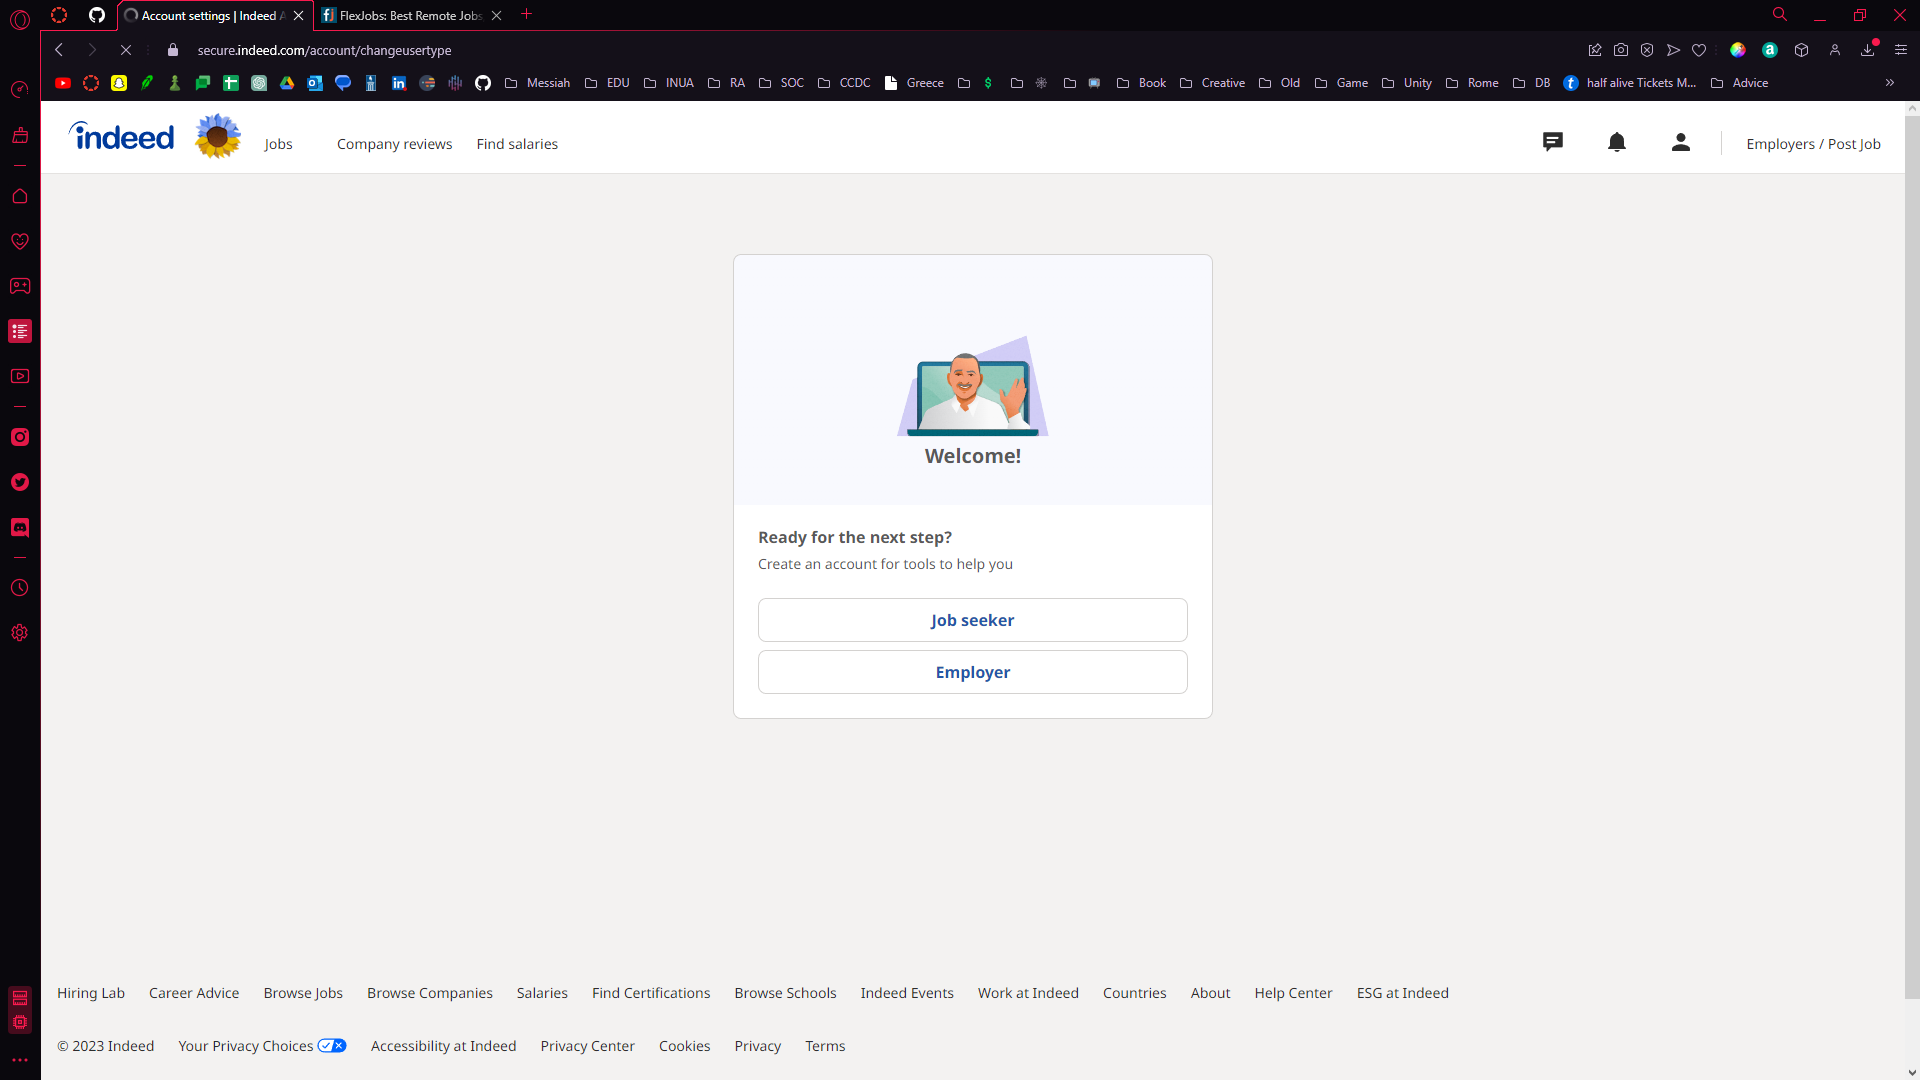 Account settings | Indeed A
FlexJobs: Best Remote Jobs,
secure.indeed.com/account/changeusertype
Messiah EDU INUA RA SOC CCDC Greece $ Book Creative Old Game Unity Rome DB half alive Tickets M... Advice
indeed Jobs Company reviews Find salaries Employers / Post Job
Welcome!
Ready for the next step?
Create an account for tools to help you
Job seeker
Employer
Hiring Lab Career Advice Browse Jobs Browse Companies Salaries Find Certifications Browse Schools Indeed Events Work at Indeed Countries About Help Center ESG at Indeed
© 2023 Indeed Your Privacy Choices Accessibility at Indeed Privacy Center Cookies Privacy Terms